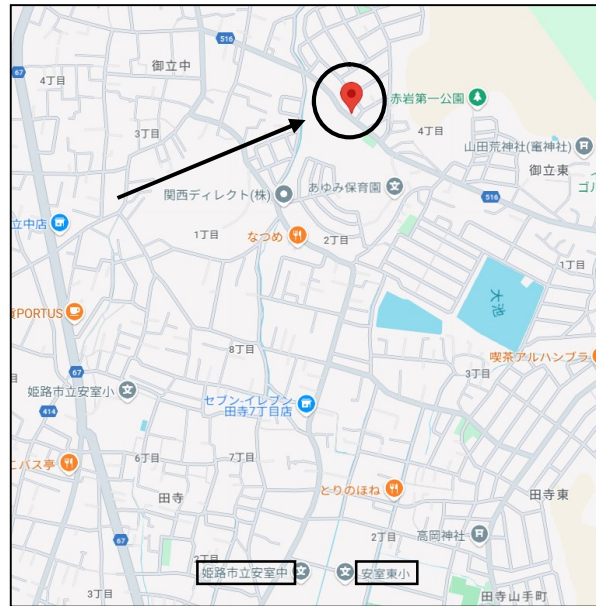 516
67
御立中
4丁目
赤岩第一公園
3丁目
4丁目
山田荒神社(竈神社)
御立東
あゆみ保育園
関西ディレクト(株)
516
ゴル
立中店
なつめ
2丁目
1丁目
1丁目
大池
PORTUS
喫茶アルハンブラ
8丁目
67
3丁目
姫路市立安室小
セブン-イレブン
田寺7丁目店
414
6丁目
7丁目
バス亭
田寺
とりのほね
田寺東
67
2丁目
高岡神社
2丁目
姫路市立安室中
安室東小
3丁目
田寺山手町